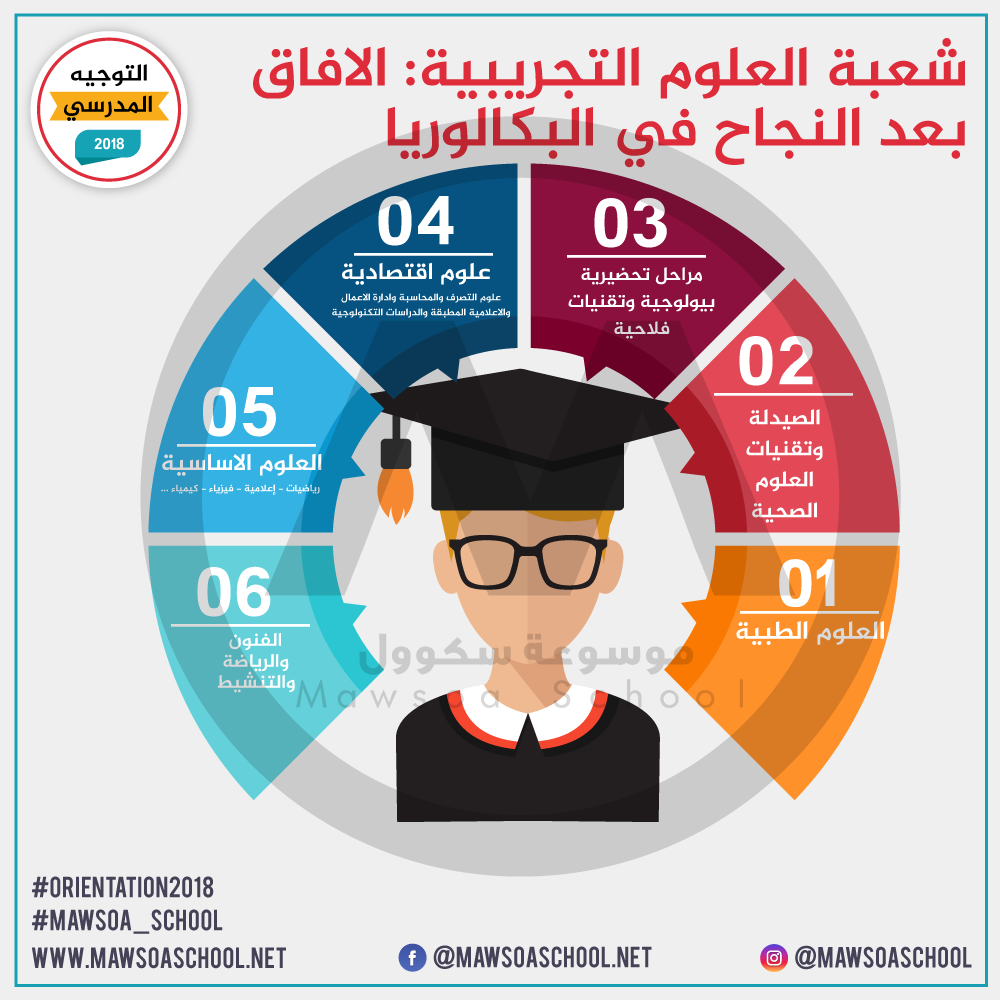 شعبة العلوم التجريبية: الافاق
بعد النجاح في البكالوريا
التوجيه
المدرسي
2018
01
العلوم الطبية
02
الصيدلة
وتقنيات
العلوم
الصحية
03
مراحل تحضيرية
بيولوجية وتقنيات
فلاحية
04
علوم اقتصادية
علوم التصرف والمحاسبة وادارة الاعمال
والاعلامية المطبقة والدراسات التكنولوجية
05
العلوم الاساسية
رياضيات - إعلامية - فيزياء - كيمياء ...
06
الفنون
والرياضة
والتنشيط
موسوعة سكوول
Mawsoa School
#ORIENTATION2018
#MAWSOA_SCHOOL
WWW.MAWSOASCHOOL.NET
@MAWSOASCHOOL.NET
@MAWSOASCHOOL